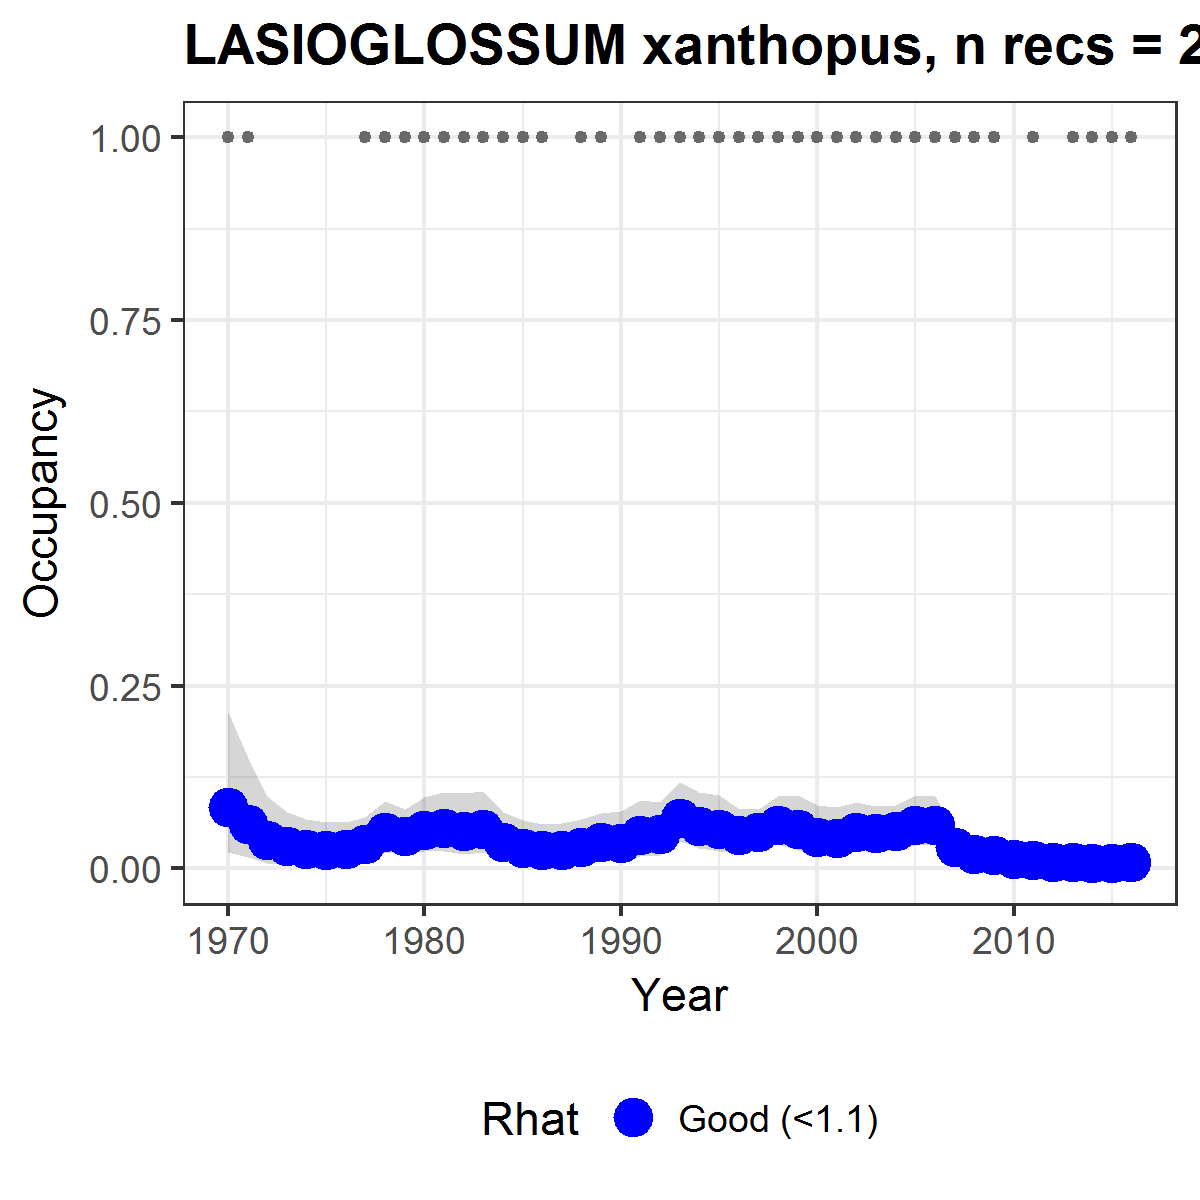 LASIOGLOSSUM xanthopus, n recs = 2
1.00
0.75
0.50
0.25
0.00
Occupancy
1970 1980 1990 2000 2010
Year
Rhat Good (<1.1)